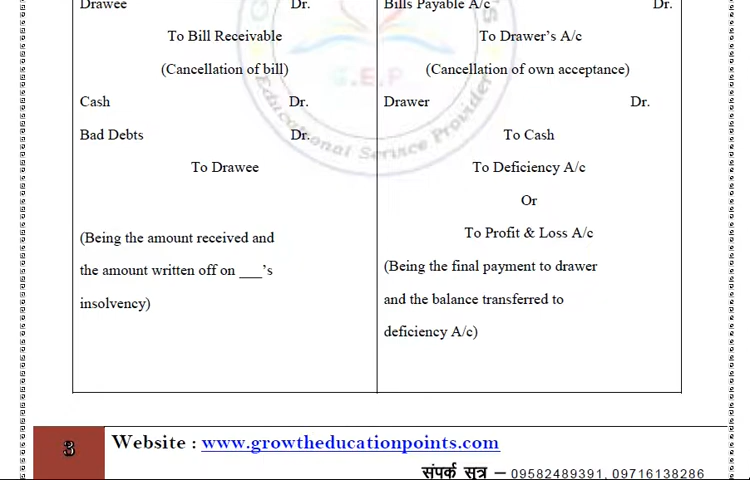 Drawee Dr.
To Bill Receivable
(Cancellation of bill)
Cash Dr.
Bad Debts Dr.
To Drawee
(Being the amount received and
the amount written off on ___’s
insolvency)
Bills Payable A/c Dr.
To Drawer’s A/c
(Cancellation of own acceptance)
Drawer Dr.
To Cash
To Deficiency A/c
Or
To Profit & Loss A/c
(Being the final payment to drawer
and the balance transferred to
deficiency A/c)
G.E.P
Educational Service Provider
3
Website : www.growtheducationpoints.com
संपर्क सूत्र – 09582489391, 09716138286